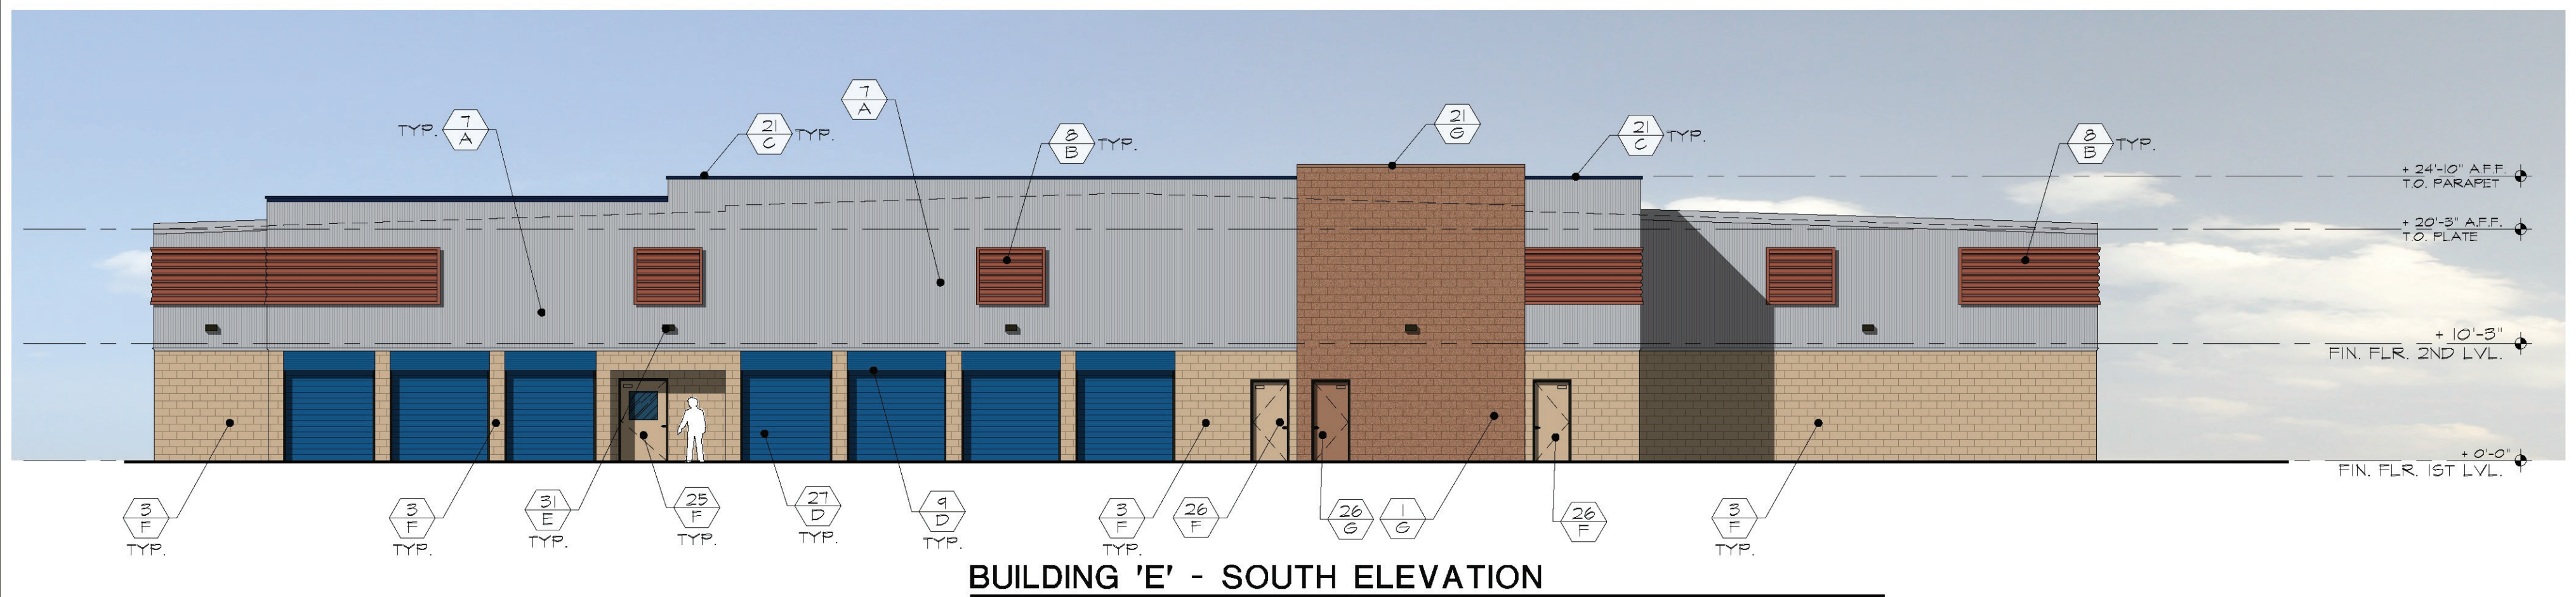 7
A
21
G
TYP. 7
A
21
C TYP.
8
B TYP.
21
C TYP.
8
B TYP.
+ 24'-10" A.F.F.
T.O. PARAPET
+ 20'-3" A.F.F.
T.O. PLATE
+ 10'-3"
FIN. FLR. 2ND LVL.
+ 0'-0"
FIN. FLR. 1ST LVL.
3
F
TYP.
3
F
TYP.
31
E
TYP.
25
F
TYP.
27
D
TYP.
9
D
TYP.
3
F
TYP.
26
F
26
G
1
G
26
F
3
F
TYP.
BUILDING 'E' - SOUTH ELEVATION